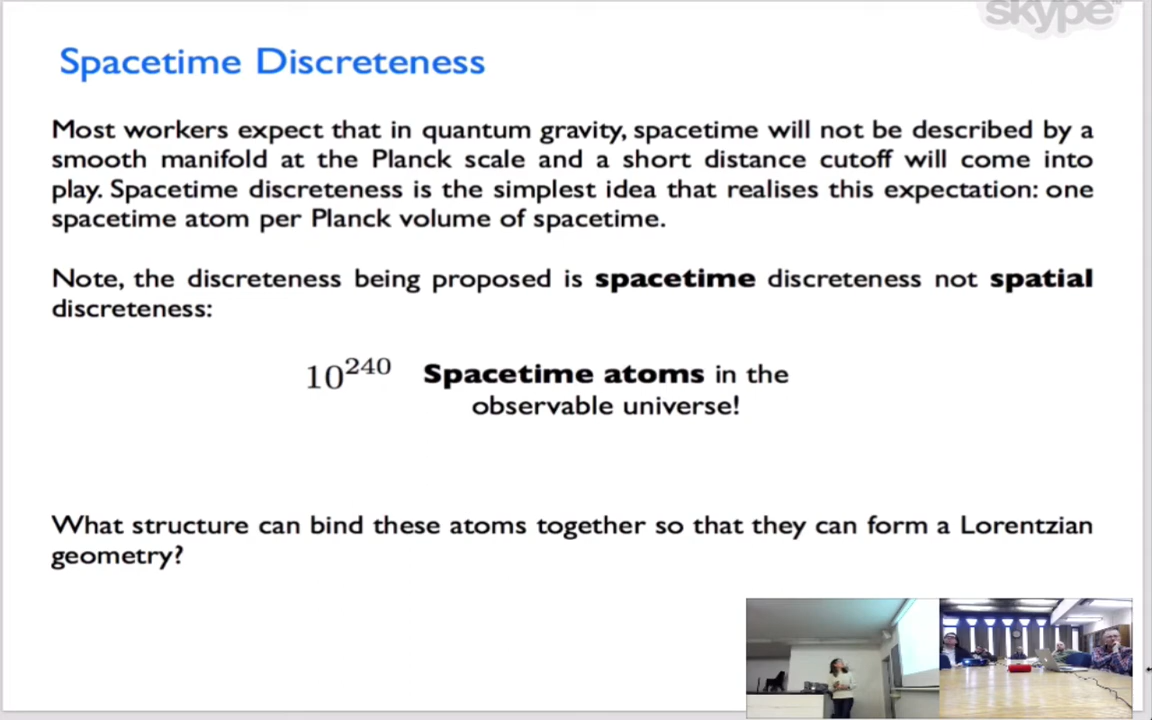 skype
Spacetime Discreteness
Most workers expect that in quantum gravity, spacetime will not be described by a
smooth manifold at the Planck scale and a short distance cutoff will come into
play. Spacetime discreteness is the simplest idea that realises this expectation: one
spacetime atom per Planck volume of spacetime.
Note, the discreteness being proposed is spacetime discreteness not spatial
discreteness:
10^240 Spacetime atoms in the
observable universe!
What structure can bind these atoms together so that they can form a Lorentzian
geometry?